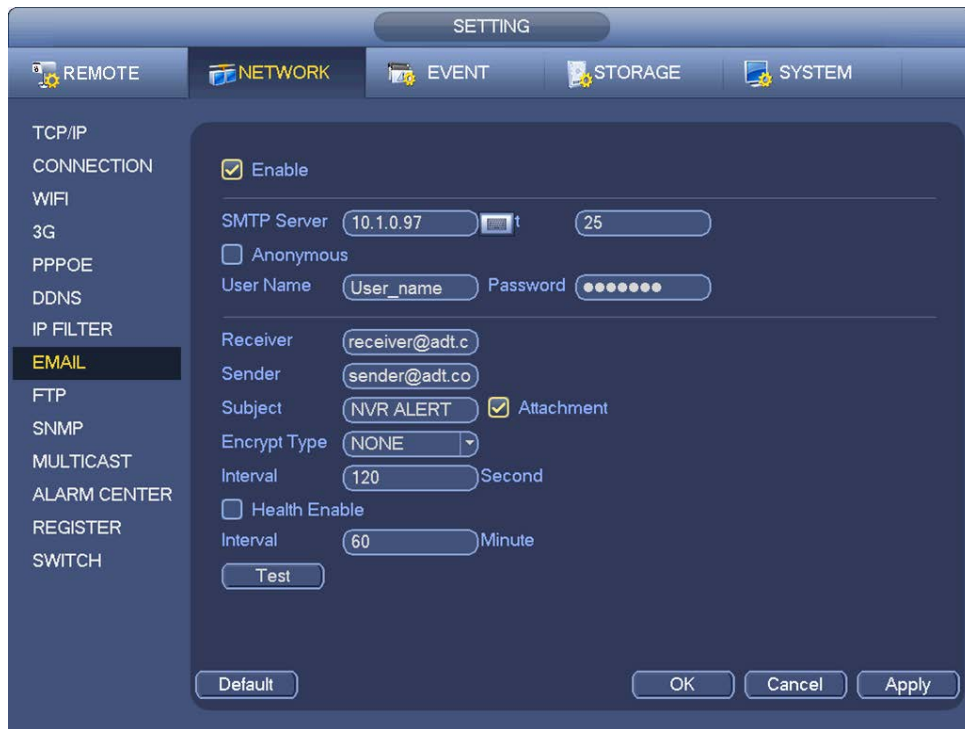 SETTING
REMOTE NETWORK EVENT STORAGE SYSTEM
TCP/IP
CONNECTION
WIFI
3G
PPPOE
DDNS
IP FILTER
EMAIL
FTP
SNMP
MULTICAST
ALARM CENTER
REGISTER
SWITCH
Enable
SMTP Server 10.1.0.97 t 25
Anonymous
User Name User_name Password ●●●●●●●
Receiver receiver@adt.c
Sender sender@adt.co
Subject NVR ALERT Attachment
Encrypt Type NONE
Interval 120 Second
Health Enable
Interval 60 Minute
Test
Default OK Cancel Apply